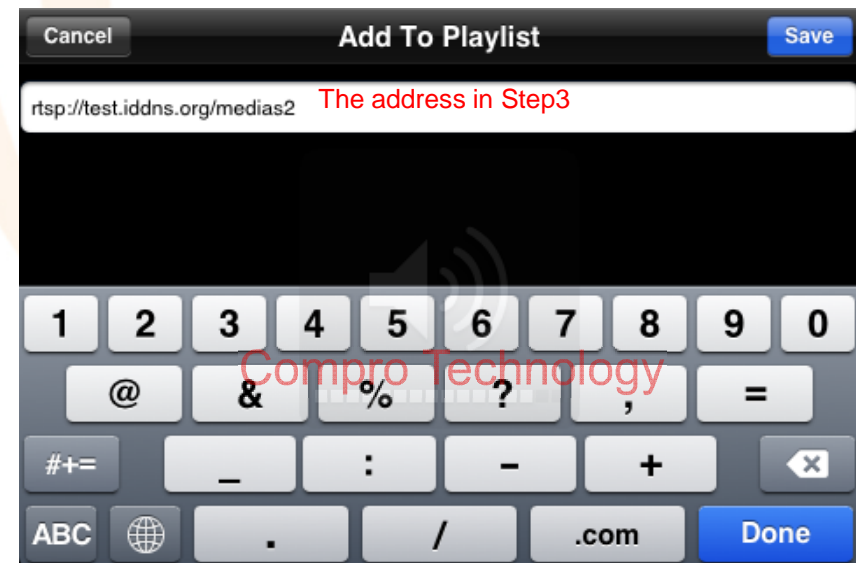 Cancel Add To Playlist Save
rtsp://test.iddns.org/medias2 The address in Step3
1 2 3 4 5 6 7 8 9 0
Compro Technology
@ & % ? , =
#+= _ : - +
ABC . / .com Done